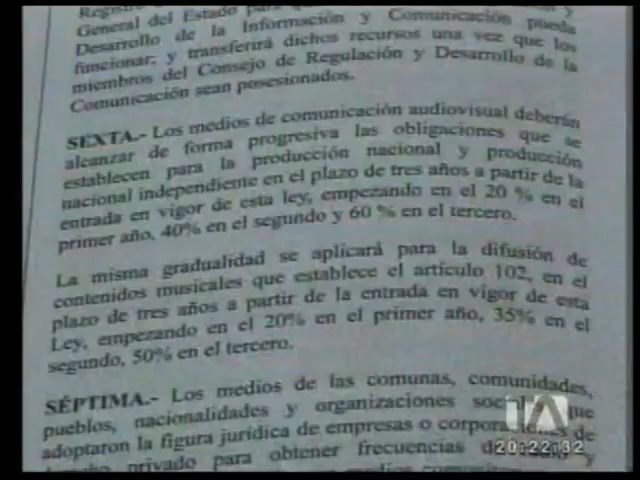 General del Estado para
Desarrollo de la Información y Comunicación pueda
funcionar, y transferirá dichos recursos una vez que los
miembros del Consejo de Regulación y Desarrollo de la
Comunicación sean posesionados.
SEXTA.- Los medios de comunicación audiovisual deberán
alcanzar de forma progresiva las obligaciones que se
establecen para la producción nacional y producción
nacional independiente en el plazo de tres años a partir de la
entrada en vigor de esta ley, empezando en el 20 % en el
primer año, 40% en el segundo y 60 % en el tercero.
La misma gradualidad se aplicará para la difusión de
contenidos musicales que establece el artículo 102, en el
plazo de tres años a partir de la entrada en vigor de esta
Ley, empezando en el 20% en el primer año, 35% en el
segundo, 50% en el tercero.
SÉPTIMA.- Los medios de las comunas, comunidades,
pueblos, nacionalidades y organizaciones que
adoptaron la figura jurídica de empresas o corporaciones de
privado para obtener frecuencias y
20:22:32